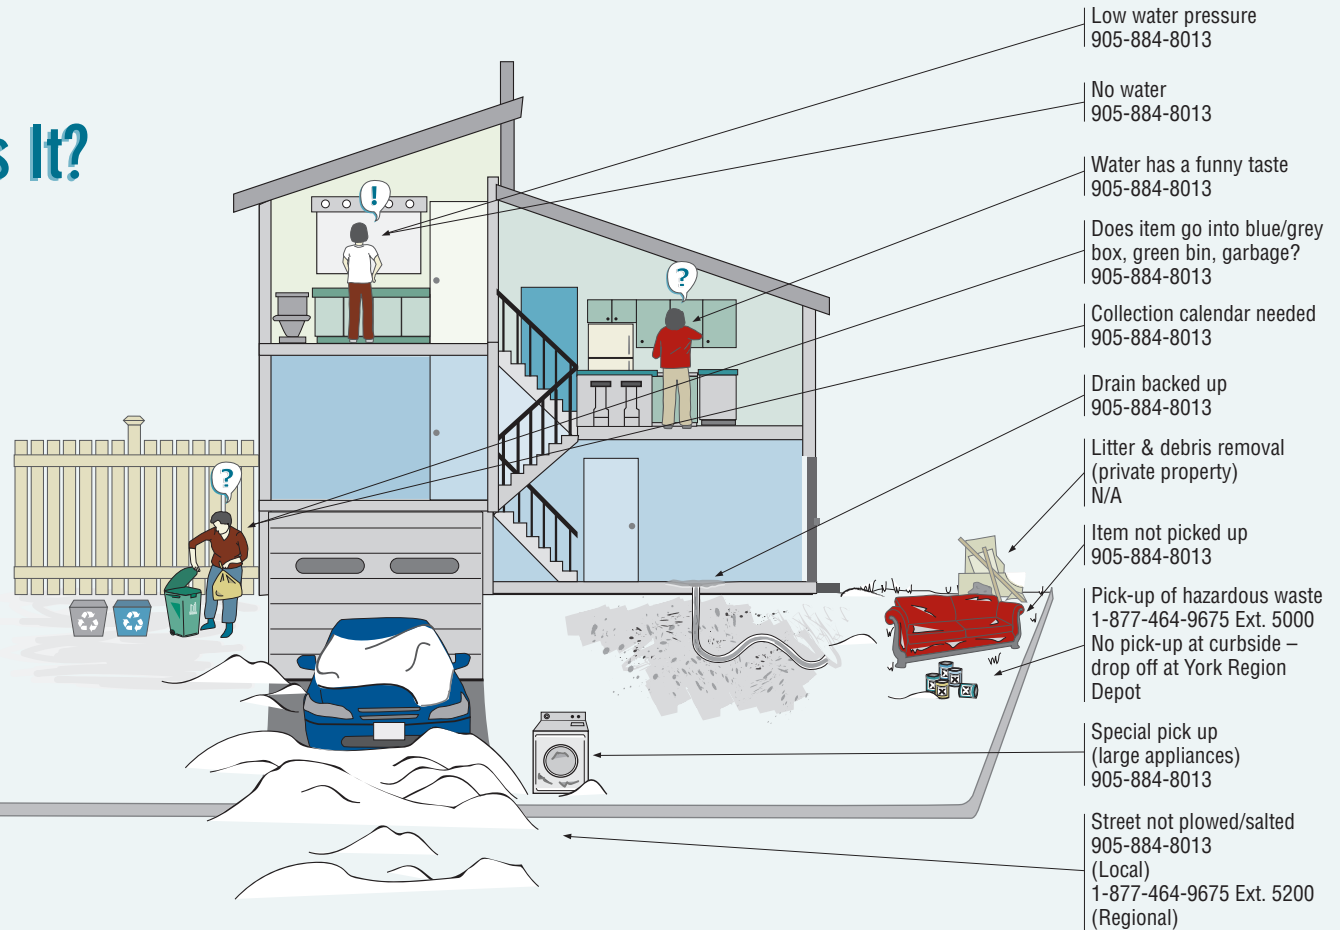 s It?
!
?
?
Low water pressure
905-884-8013
No water
905-884-8013
Water has a funny taste
905-884-8013
Does item go into blue/grey
box, green bin, garbage?
905-884-8013
Collection calendar needed
905-884-8013
Drain backed up
905-884-8013
Litter & debris removal
(private property)
N/A
Item not picked up
905-884-8013
Pick-up of hazardous waste
1-877-464-9675 Ext. 5000
No pick-up at curbside –
drop off at York Region
Depot
Special pick up
(large appliances)
905-884-8013
Street not plowed/salted
905-884-8013
(Local)
1-877-464-9675 Ext. 5200
(Regional)